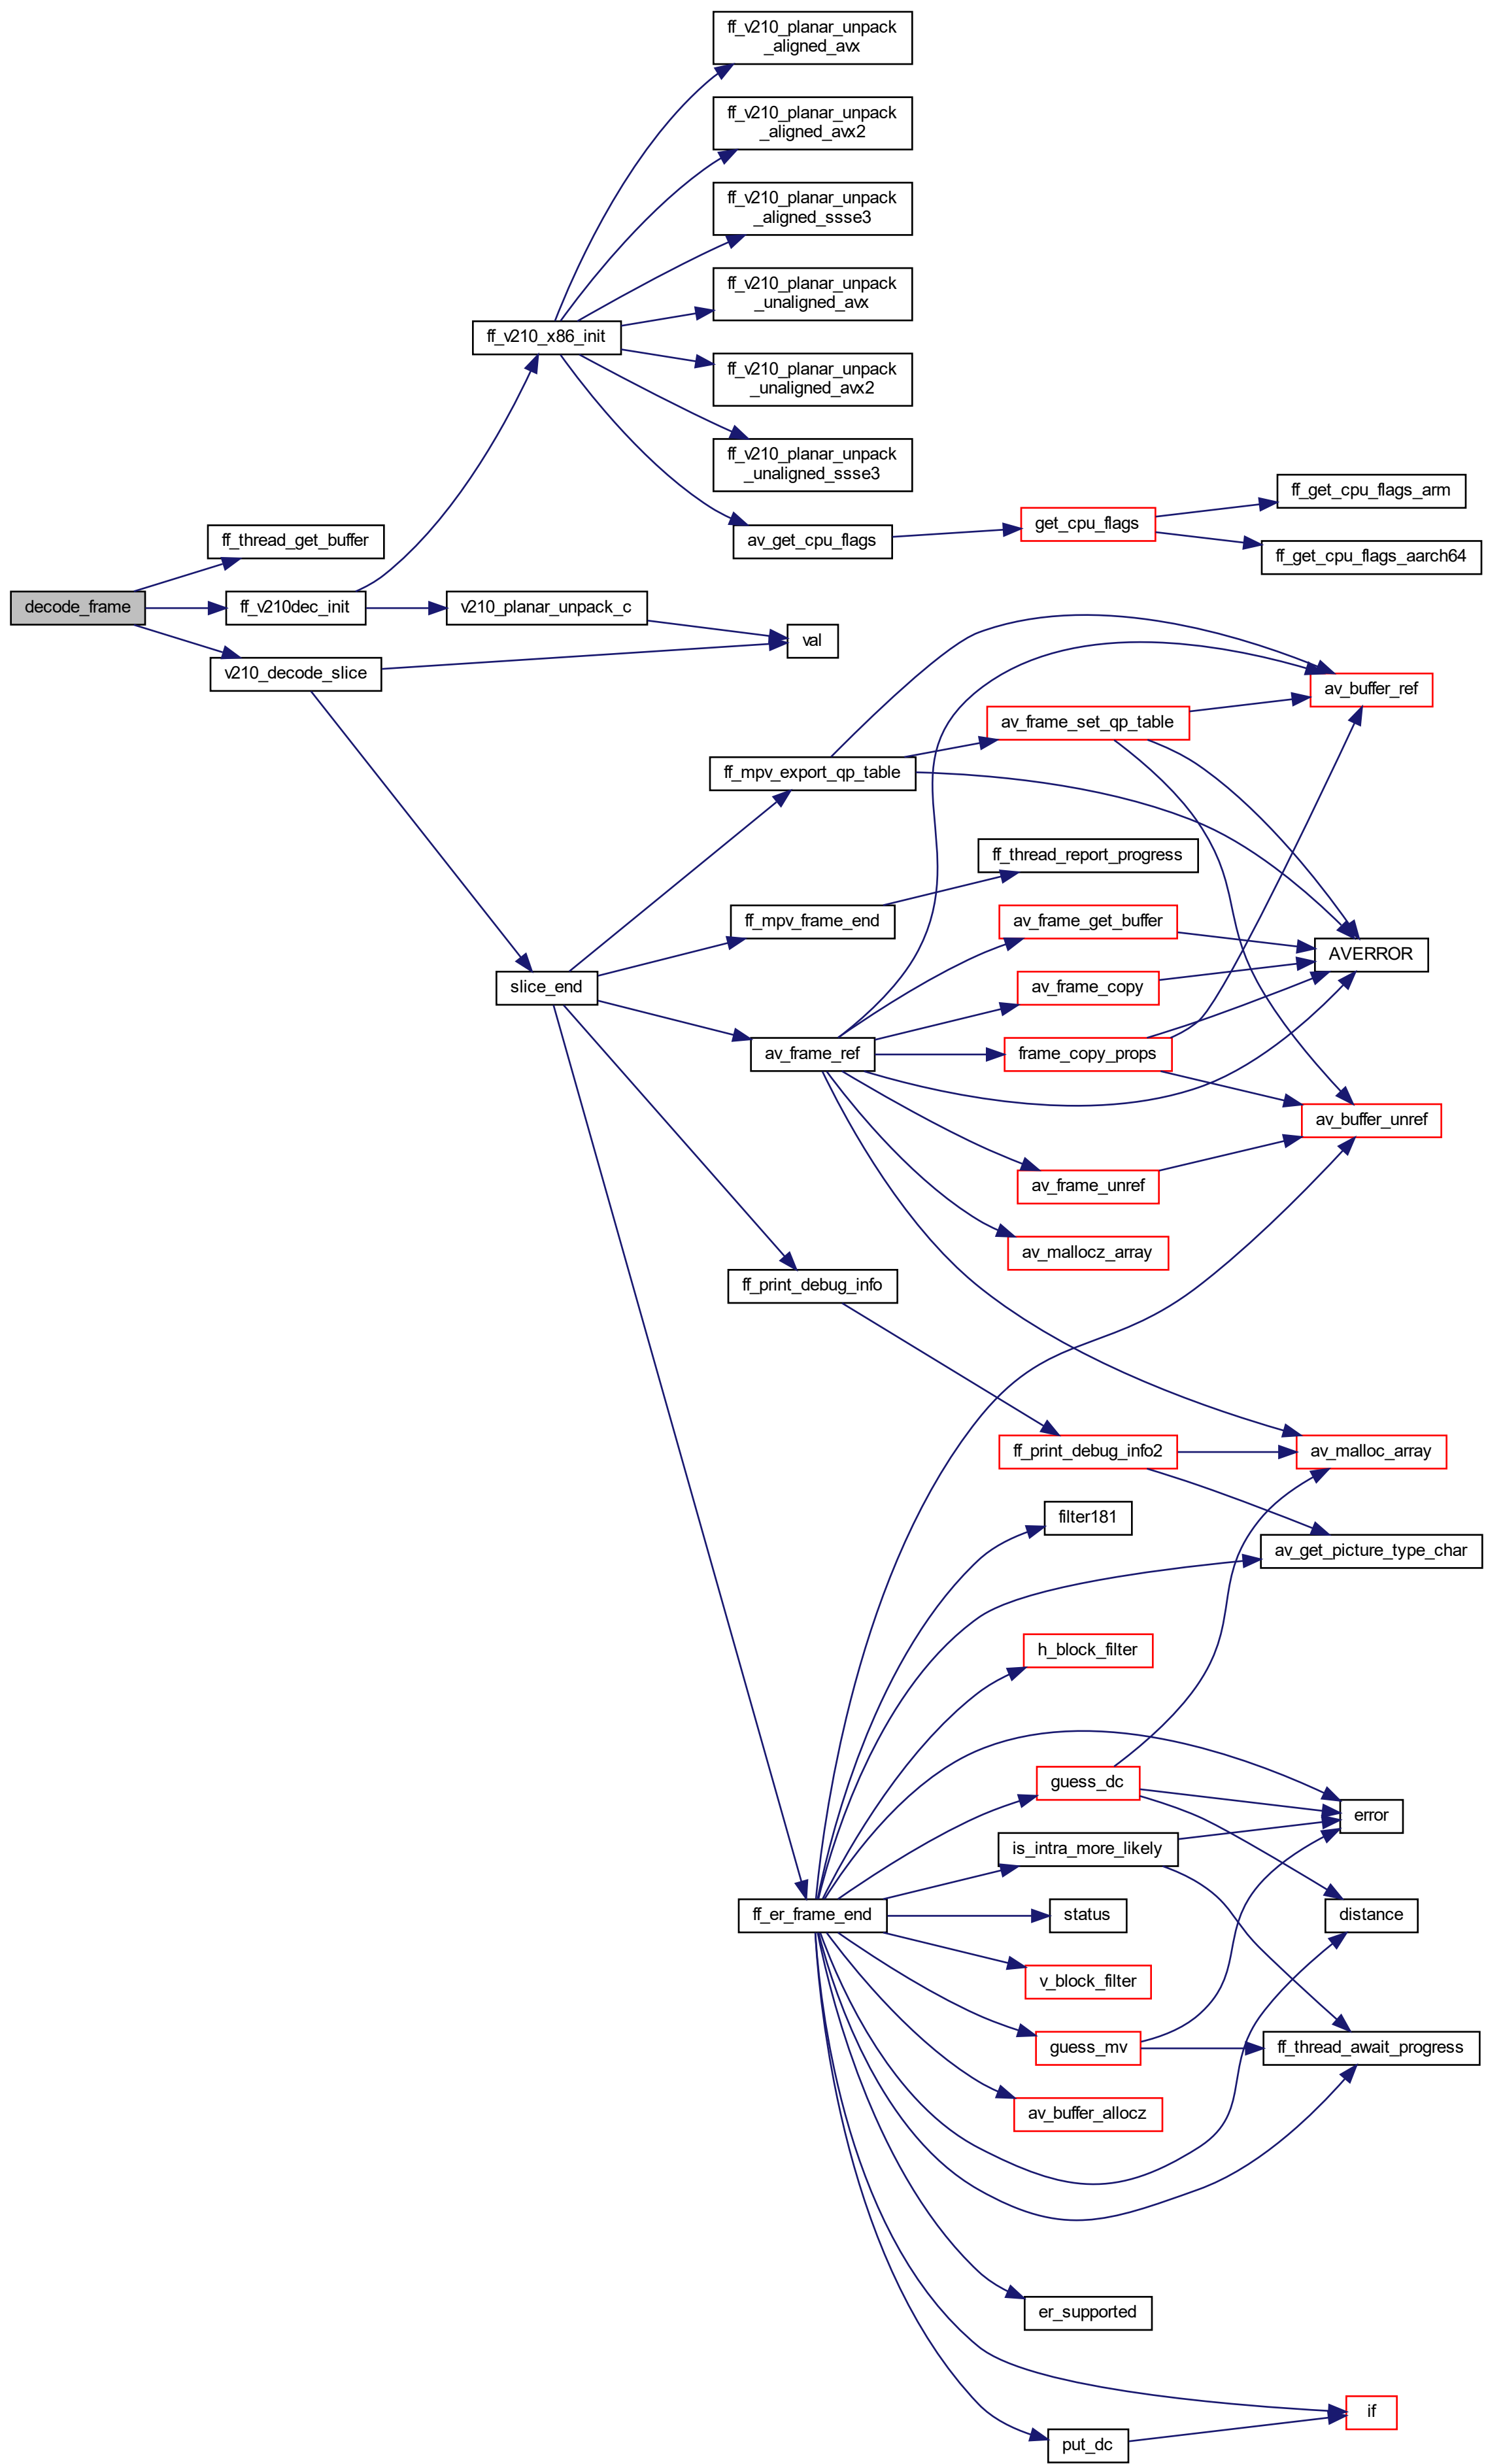 ff_v210_planar_unpack
_aligned_avx
ff_v210_planar_unpack
_aligned_avx2
ff_v210_planar_unpack
_aligned_ssse3
ff_v210_planar_unpack
_unaligned_avx
ff_v210_x86_init
ff_v210_planar_unpack
_unaligned_avx2
ff_v210_planar_unpack
_unaligned_ssse3
av_get_cpu_flags
get_cpu_flags
ff_get_cpu_flags_arm
ff_get_cpu_flags_aarch64
ff_thread_get_buffer
decode_frame
ff_v210dec_init
v210_planar_unpack_c
val
v210_decode_slice
av_buffer_ref
av_frame_set_qp_table
ff_mpv_export_qp_table
ff_thread_report_progress
av_frame_get_buffer
ff_mpv_frame_end
AVERROR
slice_end
av_frame_copy
av_frame_ref
frame_copy_props
av_buffer_unref
av_frame_unref
av_mallocz_array
ff_print_debug_info
ff_print_debug_info2
av_malloc_array
filter181
av_get_picture_type_char
h_block_filter
guess_dc
error
is_intra_more_likely
ff_er_frame_end
status
distance
v_block_filter
guess_mv
ff_thread_await_progress
av_buffer_allocz
er_supported
if
put_dc